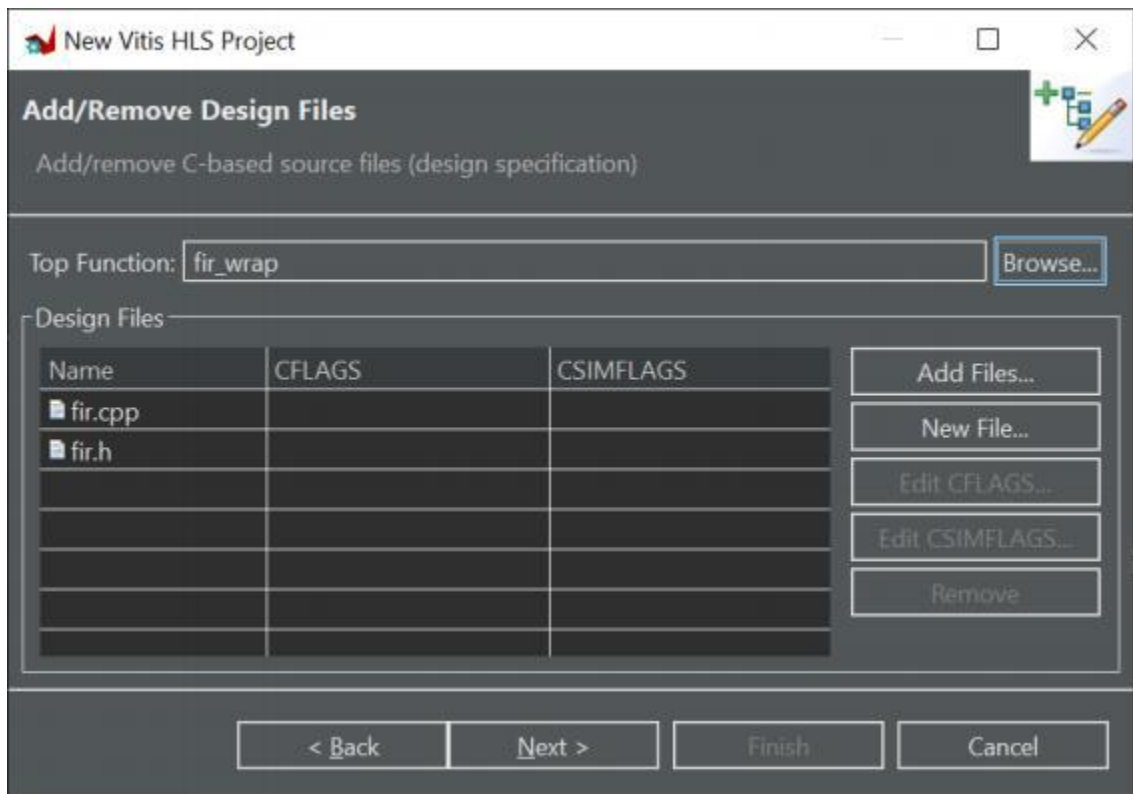 New Vitis HLS Project
Add/Remove Design Files
Add/remove C-based source files (design specification)
Top Function: fir_wrap Browse...
Design Files
Name CFLAGS CSIMFLAGS Add Files...
fir.cpp
New File...
fir.h
Edit CFLAGS...
Edit CSIMFLAGS...
Remove
< Back Next > Finish Cancel